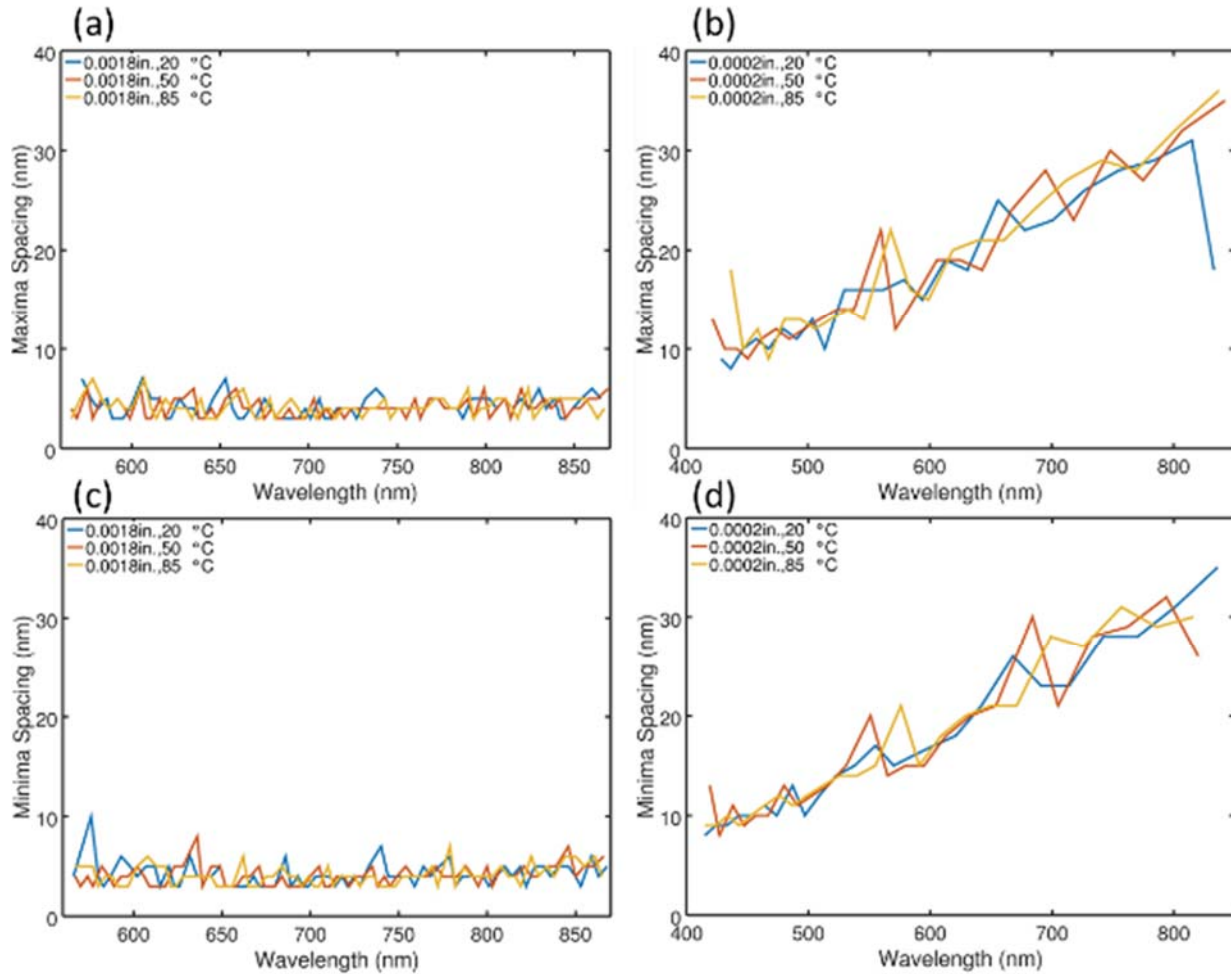 (a)
40
30
20
10
0
Maxima Spacing (nm)
0.0018in.,20 °C
0.0018in.,50 °C
0.0018in.,85 °C
600 650 700 750 800 850
Wavelength (nm)
(b)
40
30
20
10
0
Maxima Spacing (nm)
0.0002in.,20 °C
0.0002in.,50 °C
0.0002in.,85 °C
400 500 600 700 800
Wavelength (nm)
(c)
40
30
20
10
0
Minima Spacing (nm)
0.0018in.,20 °C
0.0018in.,50 °C
0.0018in.,85 °C
600 650 700 750 800 850
Wavelength (nm)
(d)
40
30
20
10
0
Minima Spacing (nm)
0.0002in.,20 °C
0.0002in.,50 °C
0.0002in.,85 °C
400 500 600 700 800
Wavelength (nm)